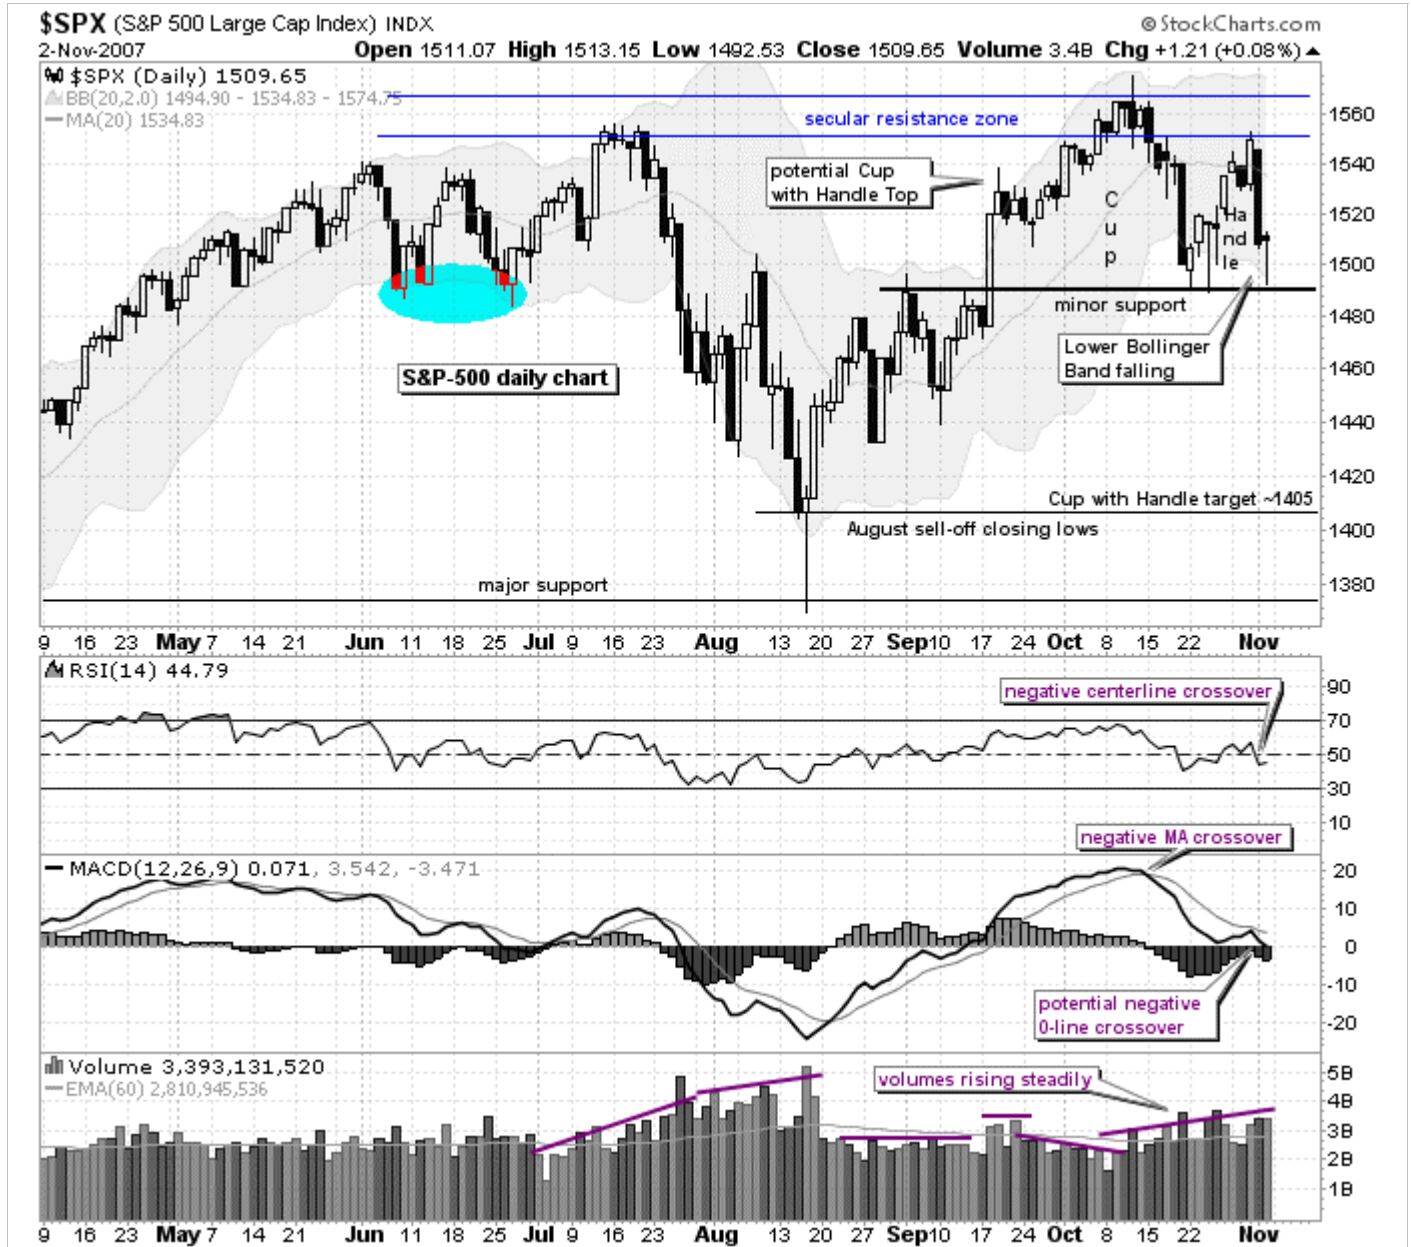 $SPX (S&P 500 Large Cap Index) INDX
© StockCharts.com
2-Nov-2007
Open 1511.07 High 1513.15 Low 1492.53 Close 1509.65 Volume 3.4B Chg +1.21 (+0.08%)
$SPX (Daily) 1509.65
BB(20,2.0) 1494.90 - 1534.83 - 1574.75
MA(20) 1534.83
secular resistance zone
potential Cup
with Handle Top
Cup
Ha
nd
le
minor support
Lower Bollinger
Band falling
S&P-500 daily chart
Cup with Handle target ~1405
August sell-off closing lows
major support
1560
1540
1520
1500
1480
1460
1440
1420
1400
1380
9 16 23 May 7 14 21 Jun 11 18 25 Jul 9 16 23 Aug 13 20 27 Sep 10 17 24 Oct 8 15 22 Nov
RSI(14) 44.79
negative centerline crossover
90
70
50
30
10
negative MA crossover
MACD(12,26,9) 0.071, 3.542, -3.471
20
10
0
-10
-20
potential negative
0-line crossover
Volume 3,393,131,520
EMA(60) 2,810,945,536
volumes rising steadily
5B
4B
3B
2B
1B
9 16 23 May 7 14 21 Jun 11 18 25 Jul 9 16 23 Aug 13 20 27 Sep 10 17 24 Oct 8 15 22 Nov